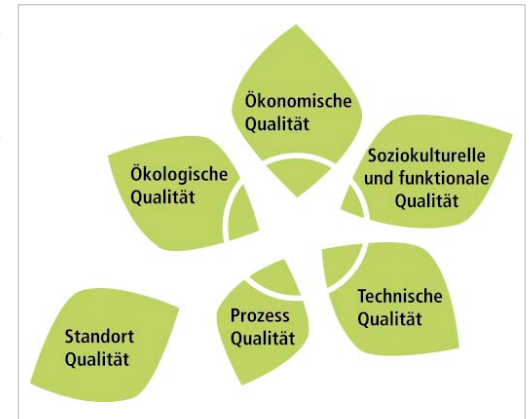 Ökonomische
Qualität
Soziokulturelle
und funktionale
Qualität
Ökologische
Qualität
Technische
Qualität
Prozess
Qualität
Standort
Qualität